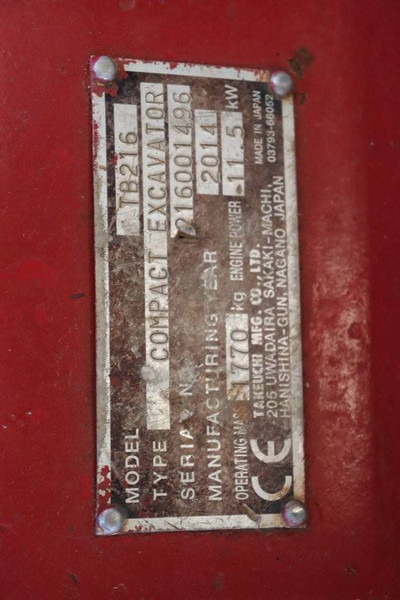 MODEL TB216
TYPE COMPACT EXCAVATOR
SERIAL NO. 216001496
MANUFACTURING YEAR 2014
OPERATING MASS 1770 kg ENGINE POWER 11.5 kW
TAKEUCHI MFG. CO., LTD.
205 UWADAIRA, SAKAKI-MACHI,
HANISHINA-GUN, NAGANO JAPAN
CE
MADE IN JAPAN
03793-66052